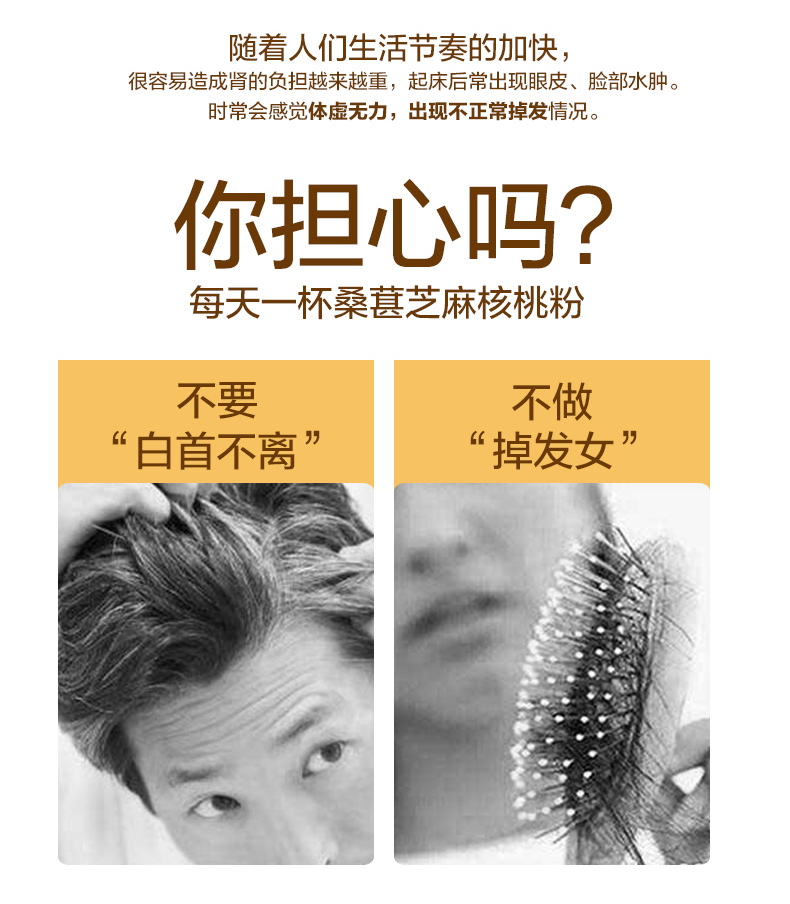 随着人们生活节奏的加快，
很容易造成肾的负担越来越重，起床后常出现眼皮、脸部水肿。
时常会感觉体虚无力，出现不正常掉发情况。
你担心吗?
每天一杯桑葚芝麻核桃粉
不要
“白首不离”
不做
“掉发女”